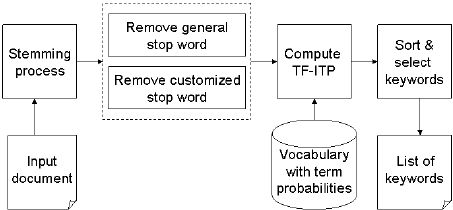 Stemming
process
Remove general
stop word
Remove customized
stop word
Compute
TF-ITP
Sort &
select
keywords
Input
document
Vocabulary
with term
probabilities
List of
keywords